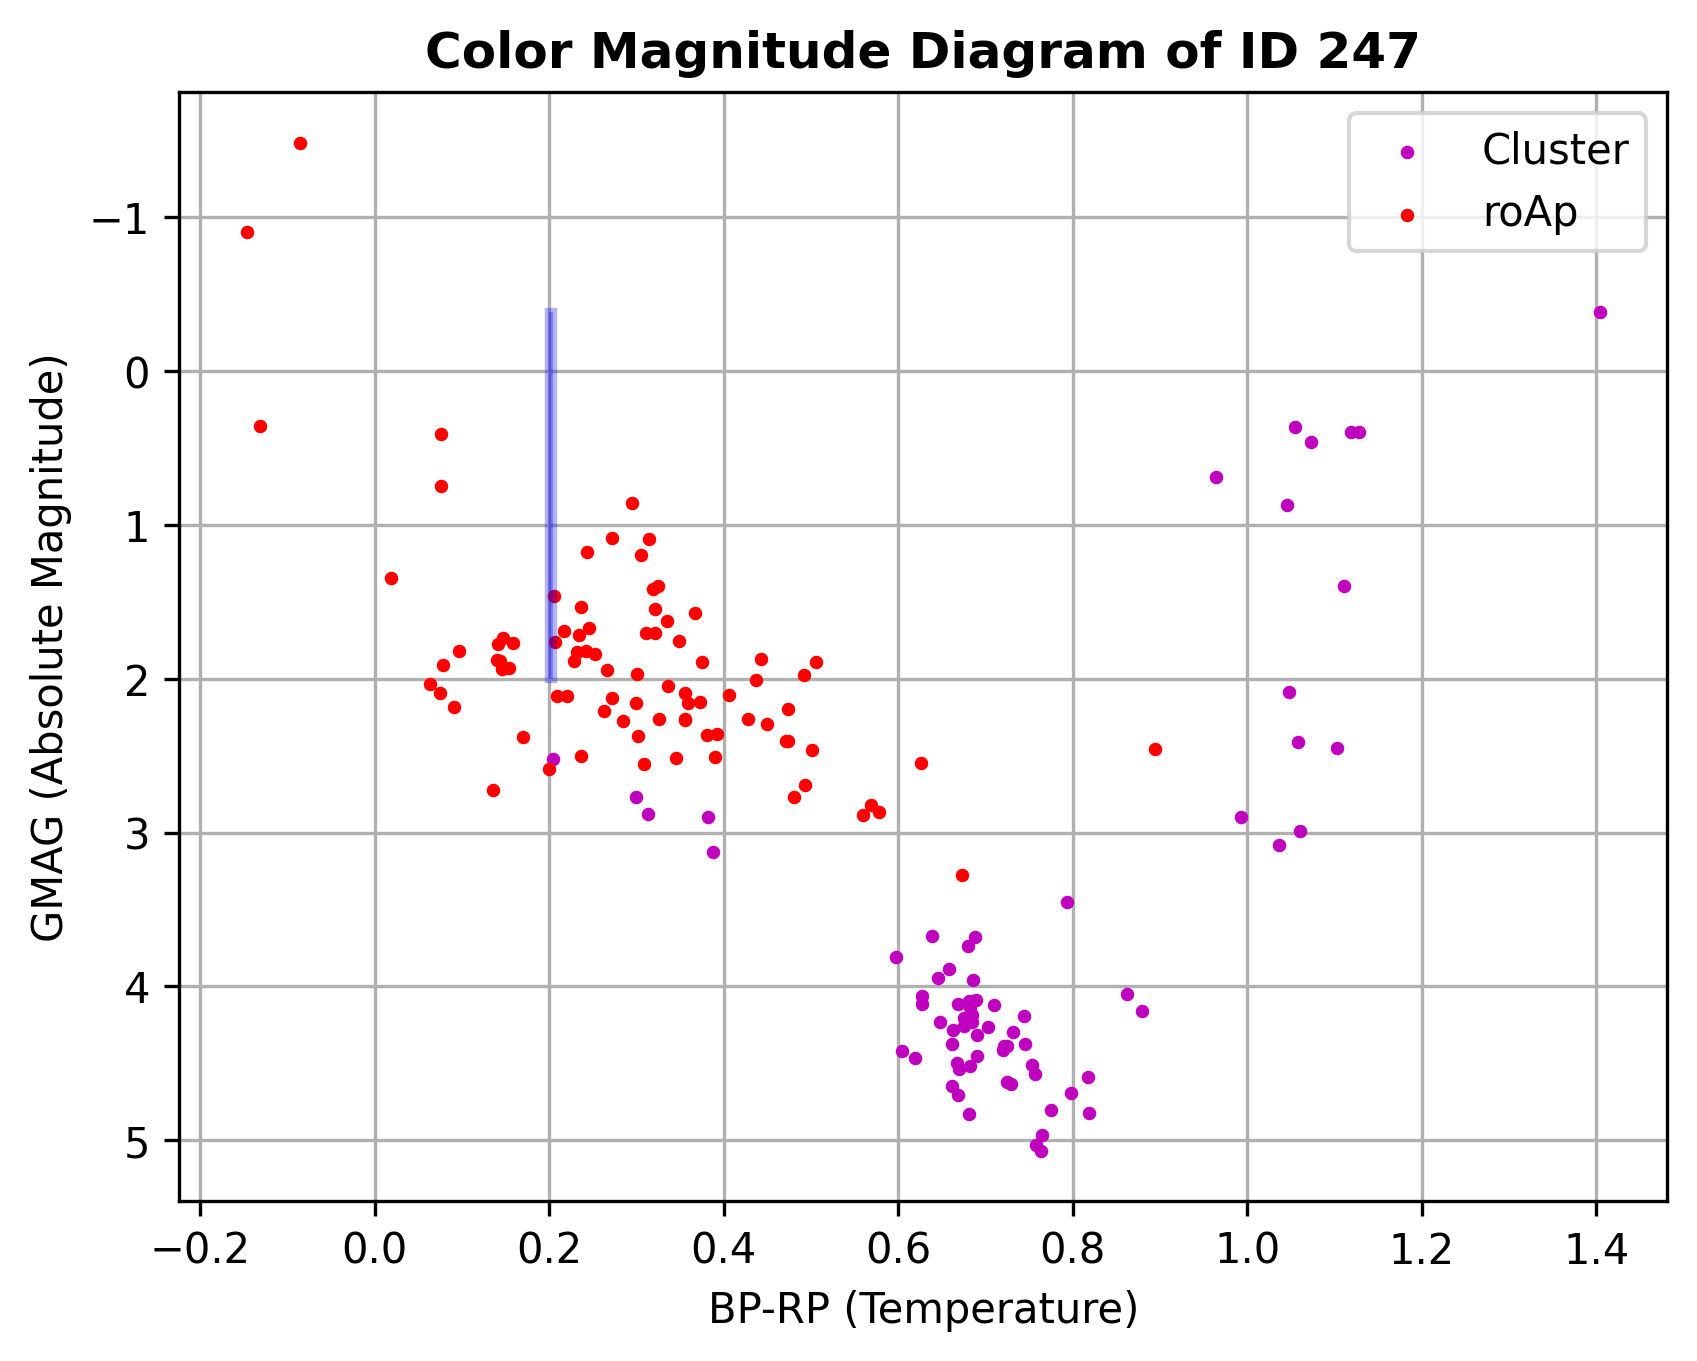 Color Magnitude Diagram of ID 247
Cluster
roAp
GMAG (Absolute Magnitude)
−1
0
1
2
3
4
5
−0.2 0.0 0.2 0.4 0.6 0.8 1.0 1.2 1.4
BP-RP (Temperature)